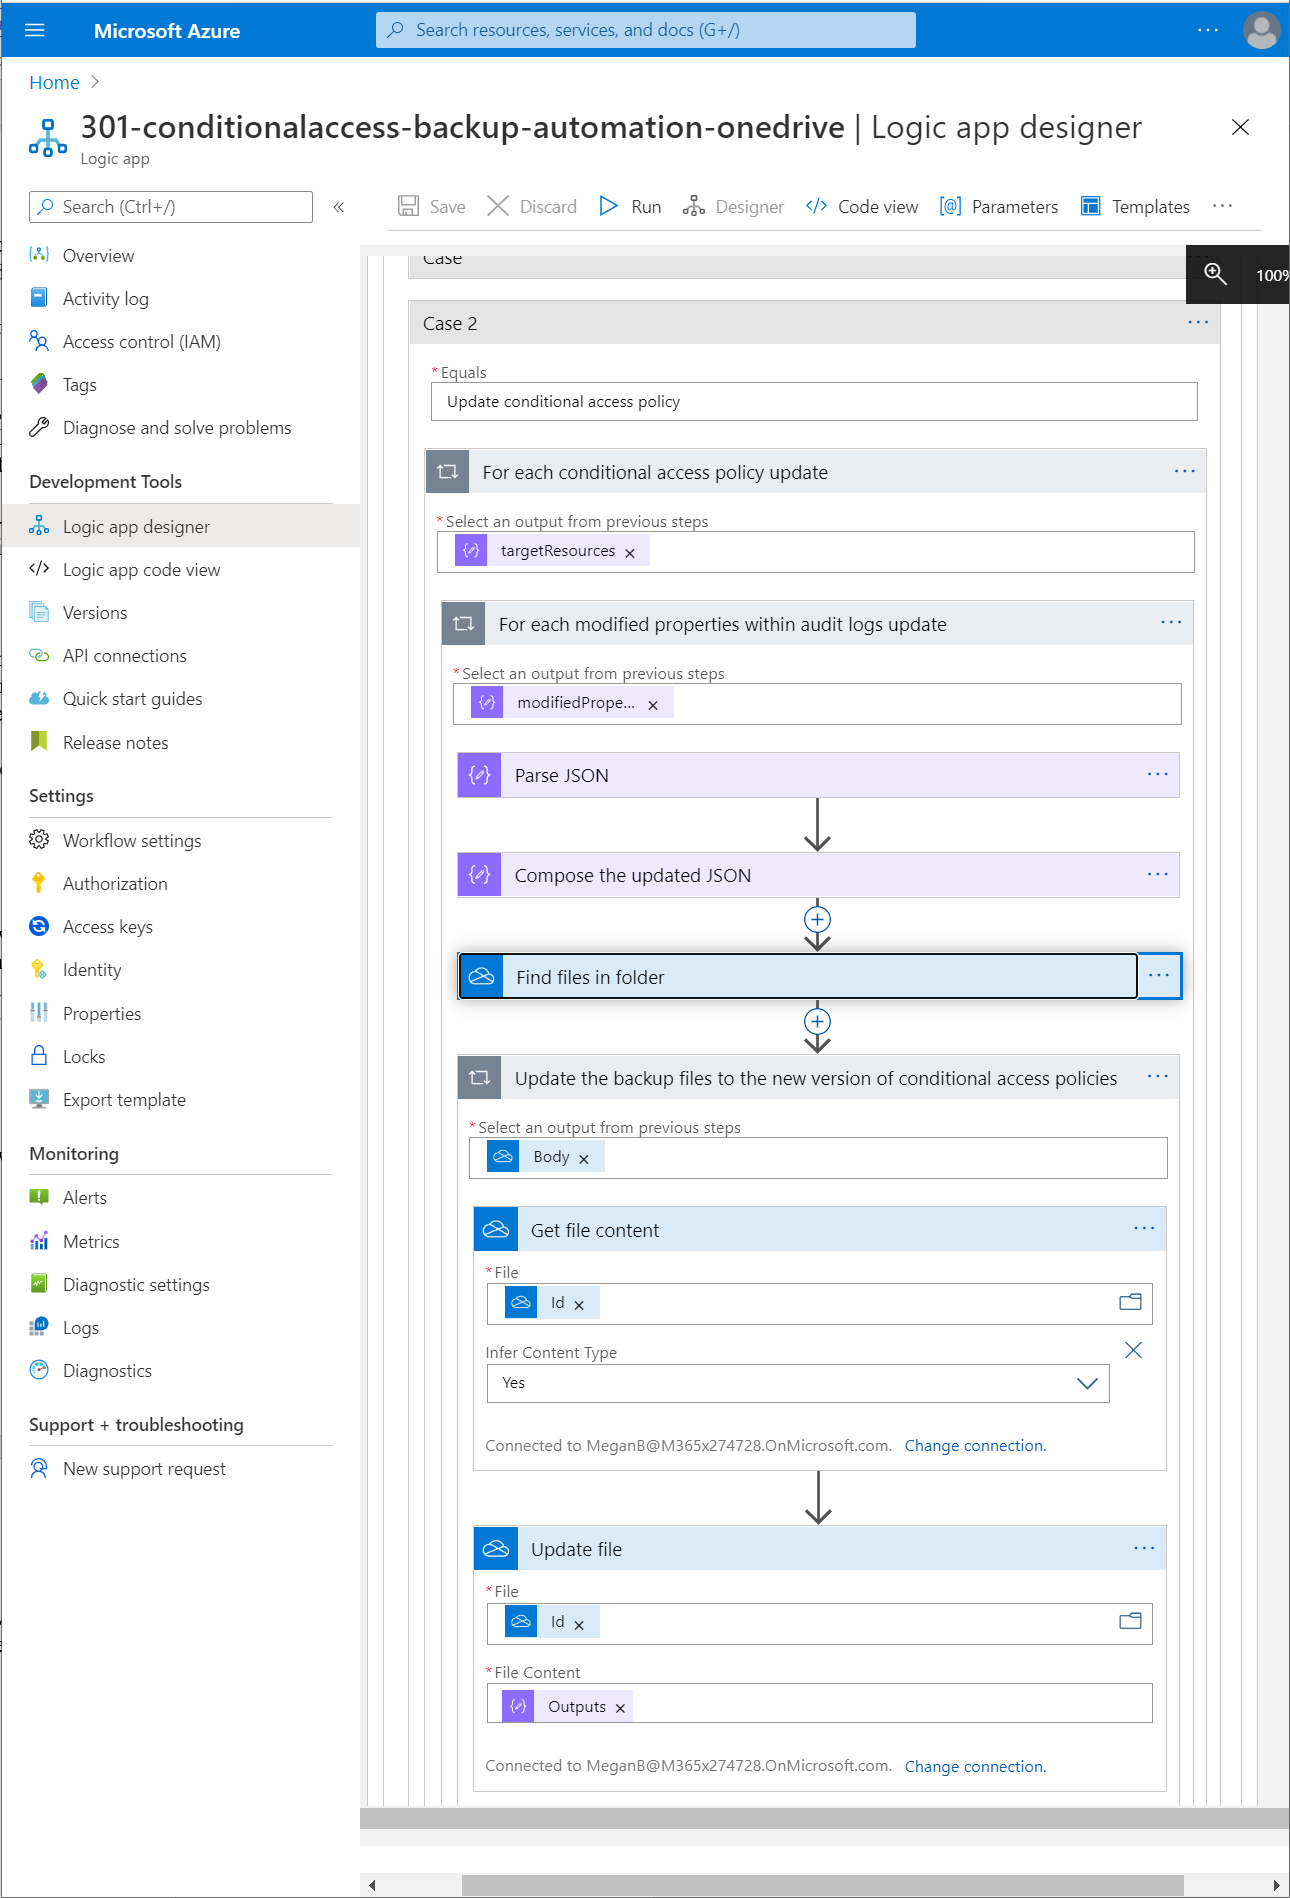 Microsoft Azure
Search resources, services, and docs (G+/)
Home
301-conditionalaccess-backup-automation-onedrive | Logic app designer
Logic app
Search (Ctrl+/)
Save
Discard
Run
Designer
Code view
Parameters
Templates
Overview
Activity log
Access control (IAM)
Tags
Diagnose and solve problems
Development Tools
Logic app designer
Logic app code view
Versions
API connections
Quick start guides
Release notes
Settings
Workflow settings
Authorization
Access keys
Identity
Properties
Locks
Export template
Monitoring
Alerts
Metrics
Diagnostic settings
Logs
Diagnostics
Support + troubleshooting
New support request
Case
100%
Case 2
* Equals
Update conditional access policy
For each conditional access policy update
* Select an output from previous steps
targetResources
For each modified properties within audit logs update
* Select an output from previous steps
modifiedPrope...
Parse JSON
Compose the updated JSON
Find files in folder
Update the backup files to the new version of conditional access policies
* Select an output from previous steps
Body
Get file content
* File
Id
Infer Content Type
Yes
Connected to MeganB@M365x274728.OnMicrosoft.com. Change connection.
Update file
* File
Id
* File Content
Outputs
Connected to MeganB@M365x274728.OnMicrosoft.com. Change connection.